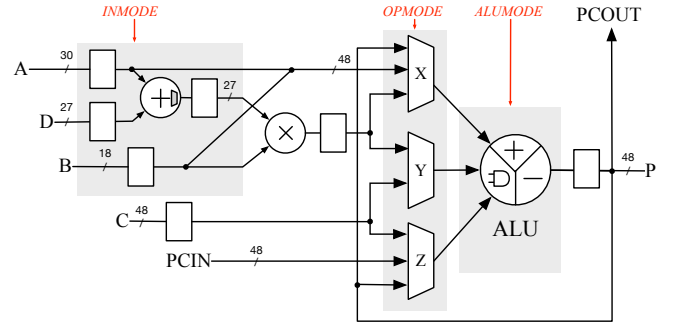 INMODE
OPMODE
ALUMODE
PCOUT
A
30
48
X
D
27
27
+
×
B
18
Y
+
−
48
P
C
48
ALU
PCIN
48
Z